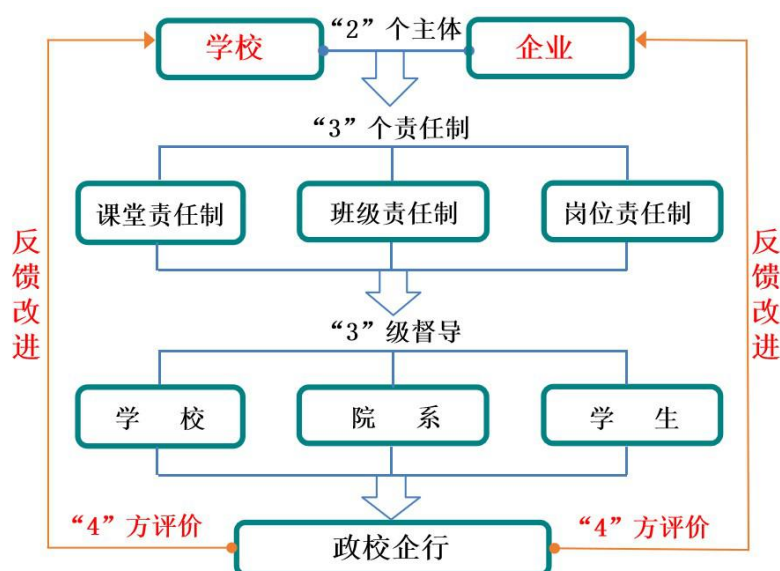 学校
“2”个主体
企业
“3”个责任制
课堂责任制
班级责任制
岗位责任制
反馈改进
反馈改进
“3”级督导
学 校
院 系
学 生
“4”方评价
“4”方评价
政校企行